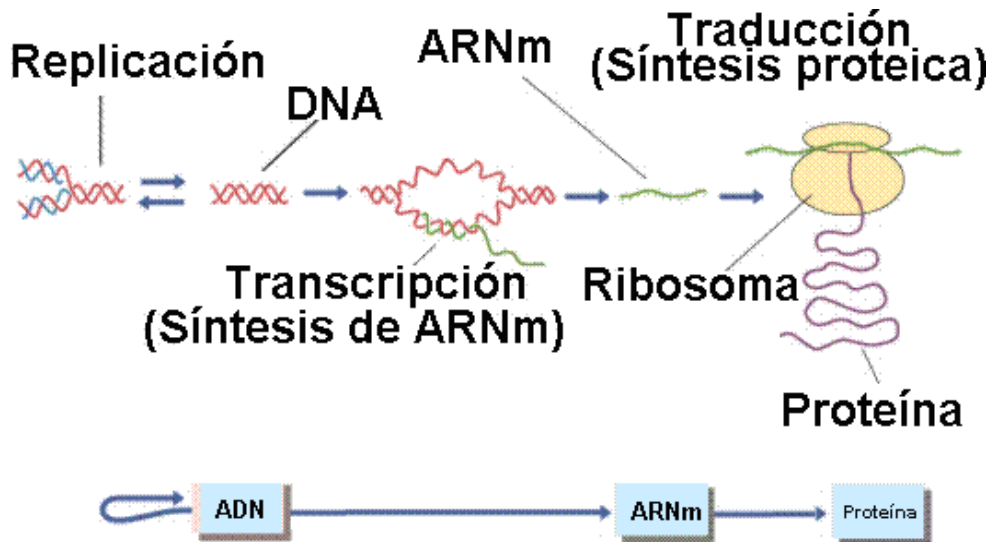 Replicación
DNA
ARNm
Traducción
(Síntesis proteica)
Transcripción
(Síntesis de ARNm)
Ribosoma
Proteína
ADN
ARNm
Proteína